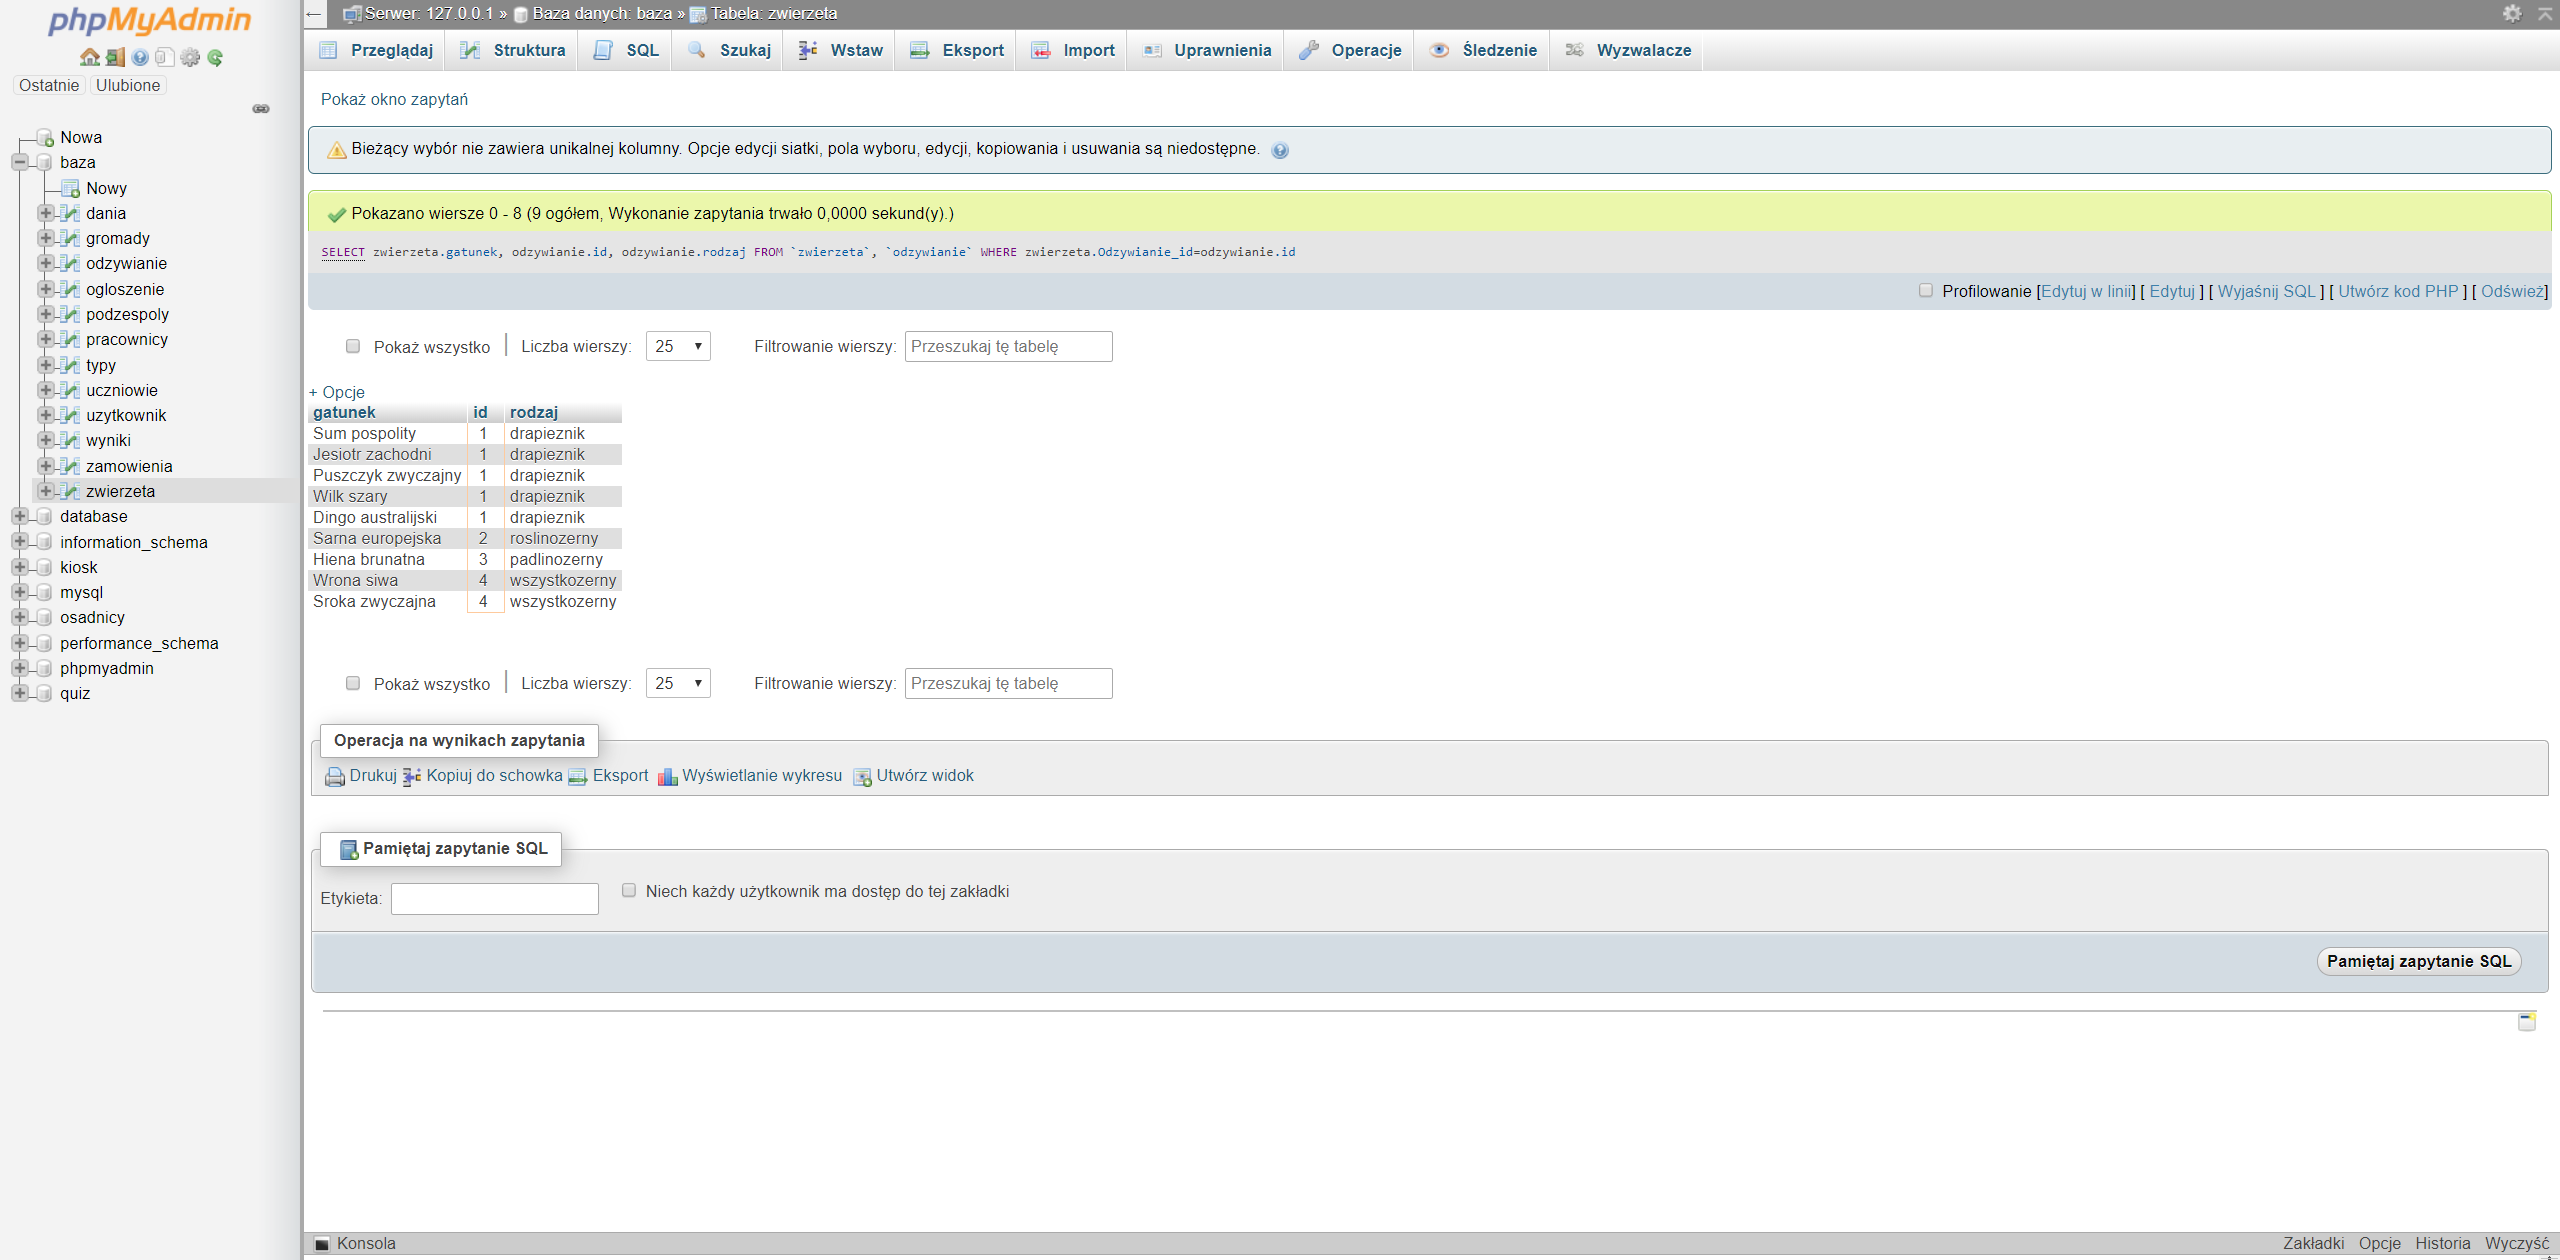 phpMyAdmin
Ostatnie Ulubione
Nowa
baza
Nowy
dania
gromady
odzywianie
ogloszenie
podzespoly
pracownicy
typy
uczniowie
uzytkownik
wyniki
zamowienia
zwierzeta
database
information_schema
kiosk
mysql
osadnicy
performance_schema
phpmyadmin
quiz
← Serwer: 127.0.0.1 » Baza danych: baza » Tabela: zwierzeta
Przeglądaj Struktura SQL Szukaj Wstaw Eksport Import Uprawnienia Operacje Śledzenie Wyzwalacze
Pokaż okno zapytań
Bieżący wybór nie zawiera unikalnej kolumny. Opcje edycji siatki, pola wyboru, edycji, kopiowania i usuwania są niedostępne.
Pokazano wiersze 0 - 8 (9 ogółem, Wykonanie zapytania trwało 0,0000 sekund(y).)
SELECT zwierzeta.gatunek, odzywianie.id, odzywianie.rodzaj FROM `zwierzeta`, `odzywianie` WHERE zwierzeta.Odzywianie_id=odzywianie.id
Profilowanie [Edytuj w linii] [ Edytuj ] [ Wyjaśnij SQL ] [ Utwórz kod PHP ] [ Odśwież]
Pokaż wszystko | Liczba wierszy: 25 Filtrowanie wierszy: Przeszukaj tę tabelę
+ Opcje
gatunek id rodzaj
Sum pospolity 1 drapieznik
Jesiotr zachodni 1 drapieznik
Puszczyk zwyczajny 1 drapieznik
Wilk szary 1 drapieznik
Dingo australijski 1 drapieznik
Sarna europejska 2 roslinozerny
Hiena brunatna 3 padlinozerny
Wrona siwa 4 wszystkozerny
Sroka zwyczajna 4 wszystkozerny
Pokaż wszystko | Liczba wierszy: 25 Filtrowanie wierszy: Przeszukaj tę tabelę
Operacja na wynikach zapytania
Drukuj Kopiuj do schowka Eksport Wyświetlanie wykresu Utwórz widok
Pamiętaj zapytanie SQL
Etykieta: Niech każdy użytkownik ma dostęp do tej zakładki
Pamiętaj zapytanie SQL
Konsola Zakładki Opcje Historia Wyczyść